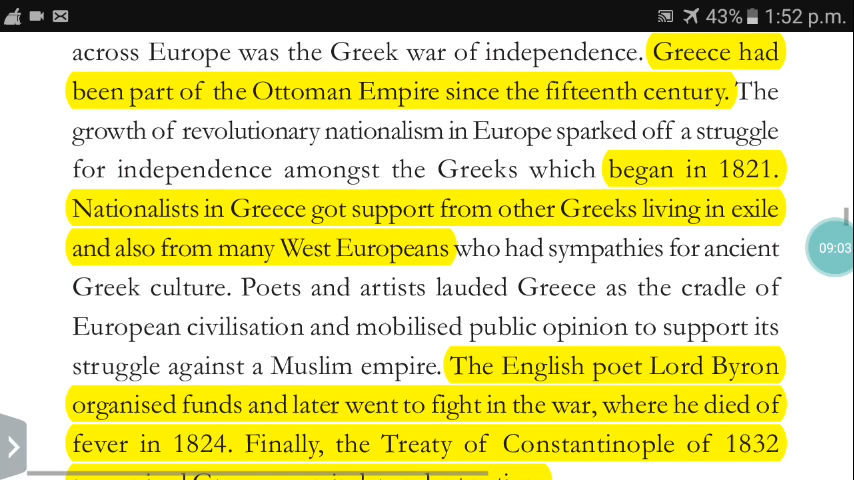 43% 1:52 p.m.
across Europe was the Greek war of independence. Greece had
been part of the Ottoman Empire since the fifteenth century. The
growth of revolutionary nationalism in Europe sparked off a struggle
for independence amongst the Greeks which began in 1821.
Nationalists in Greece got support from other Greeks living in exile
and also from many West Europeans who had sympathies for ancient
09:03
Greek culture. Poets and artists lauded Greece as the cradle of
European civilisation and mobilised public opinion to support its
struggle against a Muslim empire. The English poet Lord Byron
organised funds and later went to fight in the war, where he died of
fever in 1824. Finally, the Treaty of Constantinople of 1832